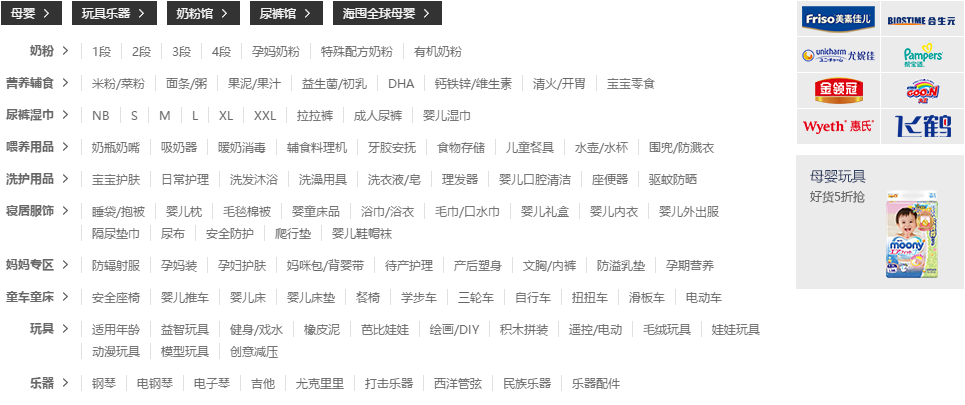 母婴 > 玩具乐器 > 奶粉馆 > 尿裤馆 > 海囤全球母婴 >
奶粉 > 1段 2段 3段 4段 孕妈奶粉 特殊配方奶粉 有机奶粉
营养辅食 > 米粉/菜粉 面条/粥 果泥/果汁 益生菌/初乳 DHA 钙铁锌/维生素 清火/开胃 宝宝零食
尿裤湿巾 > NB S M L XL XXL 拉拉裤 成人尿裤 婴儿湿巾
喂养用品 > 奶瓶奶嘴 吸奶器 暖奶消毒 辅食料理机 牙胶安抚 食物存储 儿童餐具 水壶/水杯 围兜/防溅衣
洗护用品 > 宝宝护肤 日常护理 洗发沐浴 洗澡用具 洗衣液/皂 理发器 婴儿口腔清洁 座便器 驱蚊防晒
寝居服饰 > 睡袋/抱被 婴儿枕 毛毯棉被 婴童床品 浴巾/浴衣 毛巾/口水巾 婴儿礼盒 婴儿内衣 婴儿外出服
隔尿垫巾 尿布 安全防护 爬行垫 婴儿鞋帽袜
妈妈专区 > 防辐射服 孕妈装 孕妇护肤 妈咪包/背婴带 待产护理 产后塑身 文胸/内裤 防溢乳垫 孕期营养
童车童床 > 安全座椅 婴儿推车 婴儿床 婴儿床垫 餐椅 学步车 三轮车 自行车 扭扭车 滑板车 电动车
玩具 > 适用年龄 益智玩具 健身/戏水 橡皮泥 芭比娃娃 绘画/DIY 积木拼装 遥控/电动 毛绒玩具 娃娃玩具
动漫玩具 模型玩具 创意减压
乐器 > 钢琴 电钢琴 电子琴 吉他 尤克里里 打击乐器 西洋管弦 民族乐器 乐器配件
Friso美素佳儿 BIOSTIME 合生元
unicharm ユニ・チャーム 尤妮佳 Pampers 帮宝适
金领冠 GOO.N 大王
Wyeth 惠氏 飞鹤
母婴玩具
好货5折抢
moony